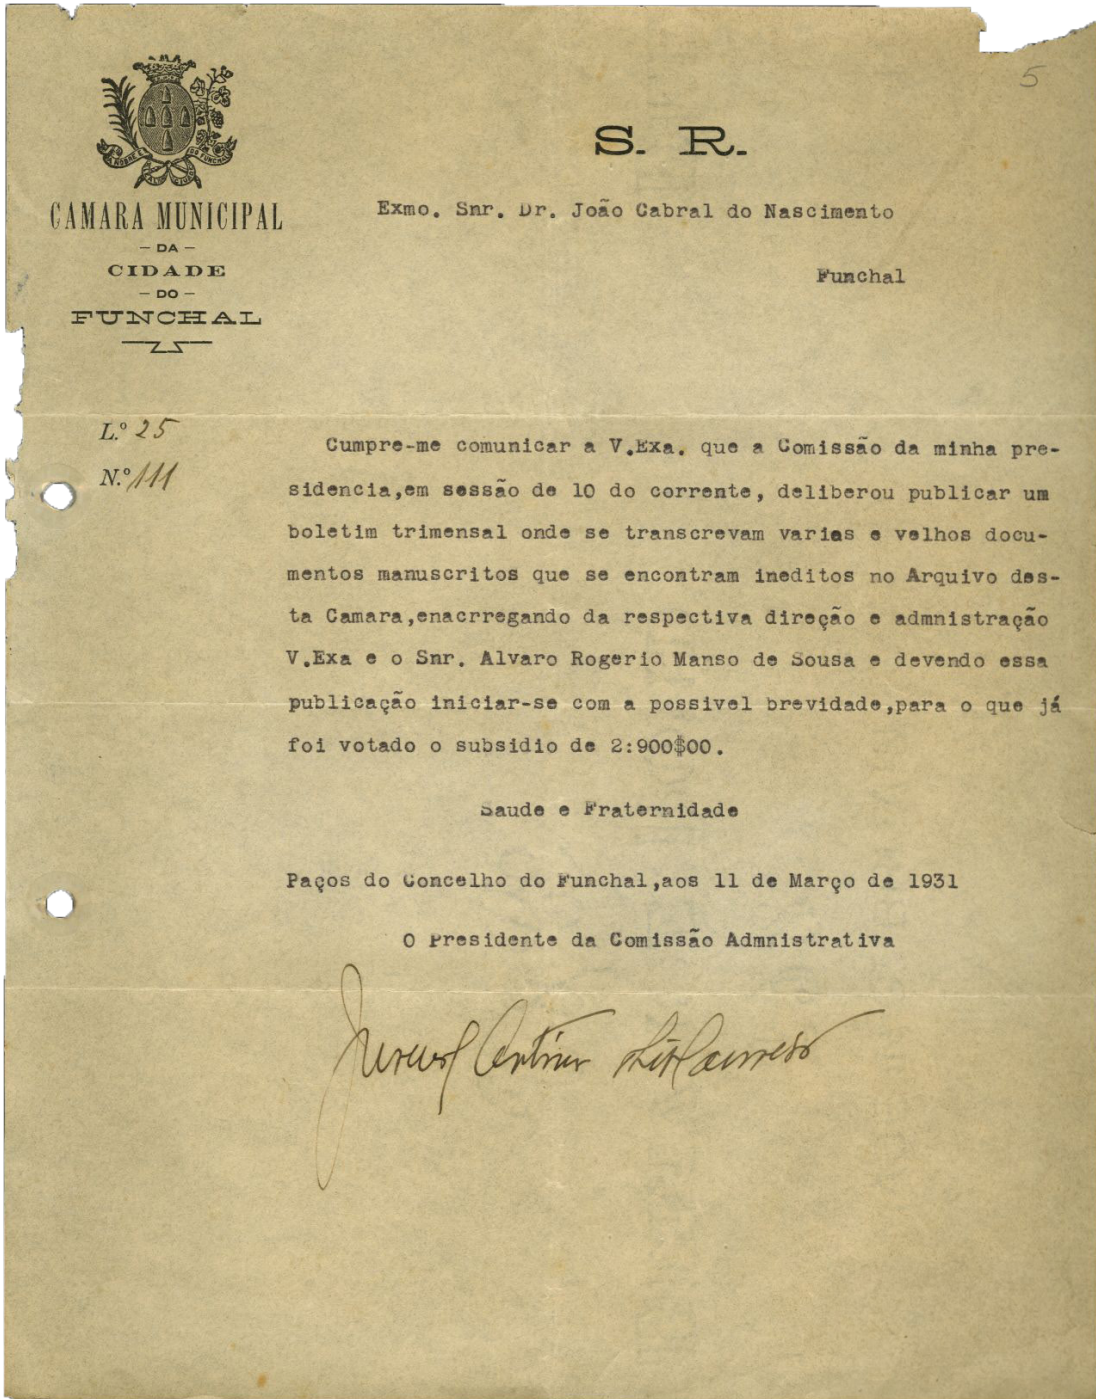 5
S. R.
CAMARA MUNICIPAL
— DA —
CIDADE
— DO —
FUNCHAL
Exmo. Snr. Dr. João Cabral do Nascimento
Funchal
L.º 25
N.º 111
Cumpre-me comunicar a V.Exa. que a Comissão da minha pre-
sidencia,em sessão de 10 do corrente, deliberou publicar um
boletim trimensal onde se transcrevam varios e velhos docu-
mentos manuscritos que se encontram ineditos no Arquivo des-
ta Camara,enacrregando da respectiva direção e admnistração
V.Exa e o Snr. Alvaro Rogerio Manso de Sousa e devendo essa
publicação iniciar-se com a possivel brevidade,para o que já
foi votado o subsidio de 2:900$00.
Saude e Fraternidade
Paços do Concelho do Funchal,aos 11 de Março de 1931
O Presidente da Comissão Admnistrativa